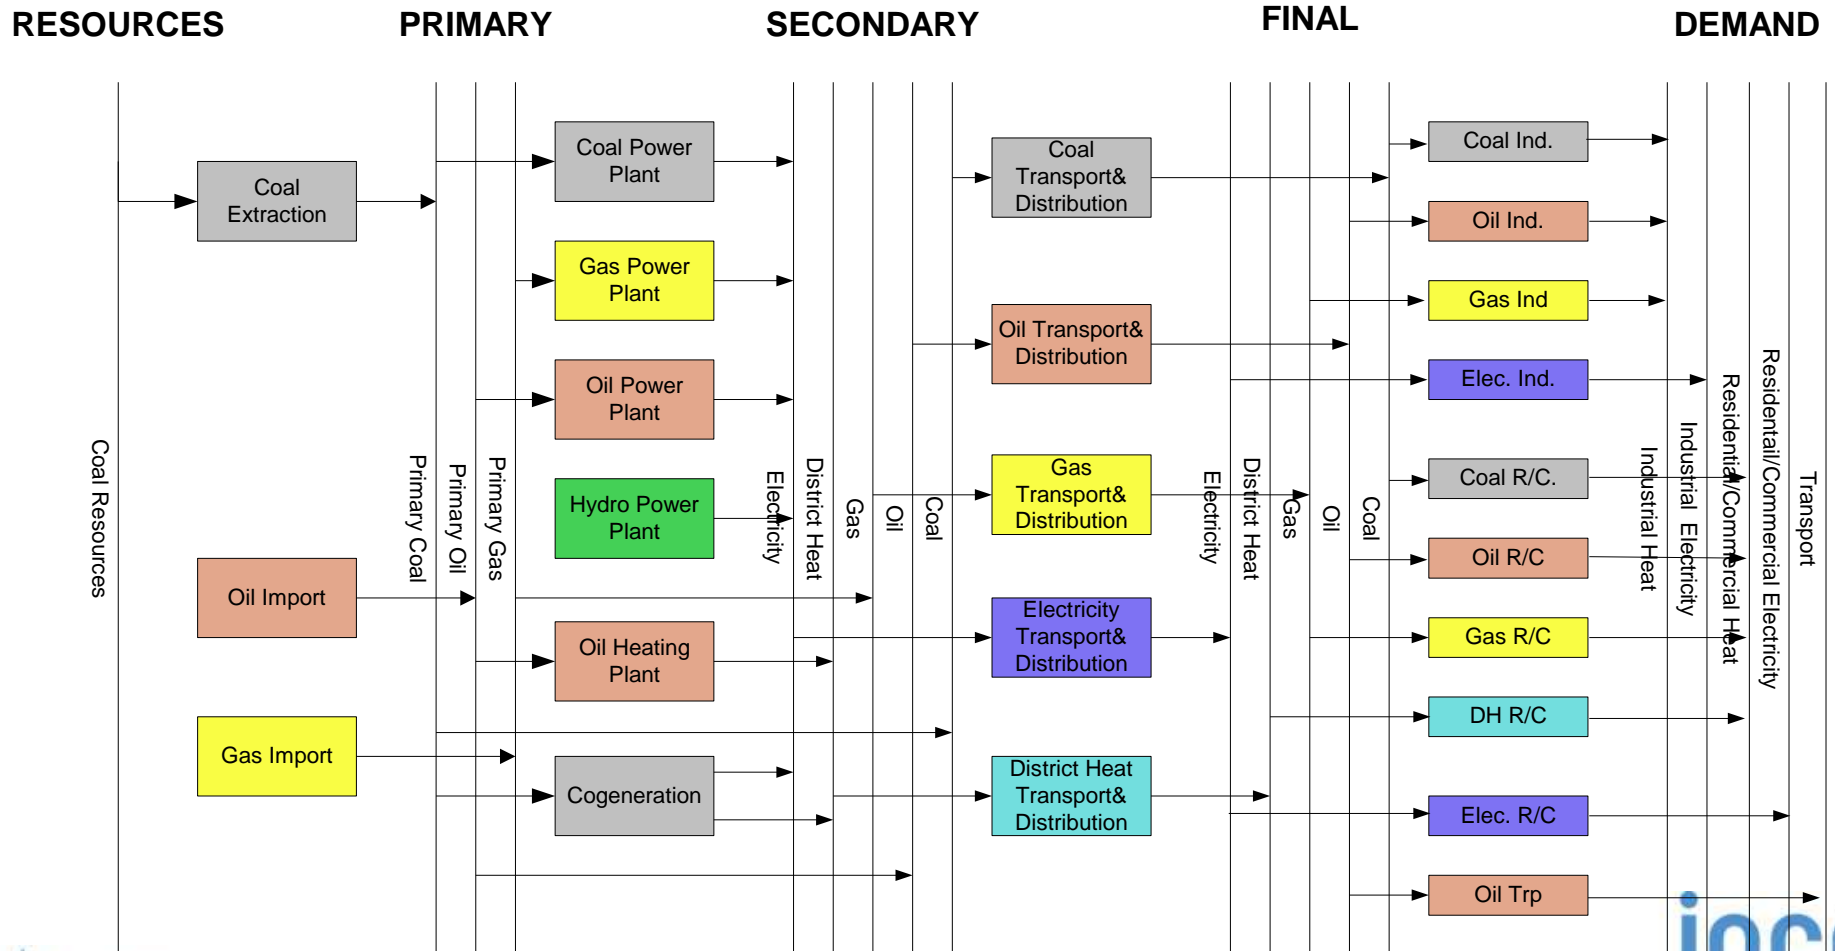 RESOURCES
PRIMARY
SECONDARY
FINAL
DEMAND
Coal Resources
Coal
Extraction
Oil Import
Gas Import
Primary Coal
Primary Oil
Primary Gas
Coal Power
Plant
Gas Power
Plant
Oil Power
Plant
Hydro Power
Plant
Oil Heating
Plant
Cogeneration
Electricity
District Heat
Gas
Oil
Coal
Coal
Transport&
Distribution
Oil Transport&
Distribution
Gas
Transport&
Distribution
Electricity
Transport&
Distribution
District Heat
Transport&
Distribution
Electricity
District Heat
Gas
Oil
Coal
Coal Ind.
Oil Ind.
Gas Ind
Elec. Ind.
Coal R/C.
Oil R/C
Gas R/C
DH R/C
Elec. R/C
Oil Trp
Industrial Heat
Industrial Electricity
Residential/Commercial Heat
Residentail/Commercial Electricity
Transport